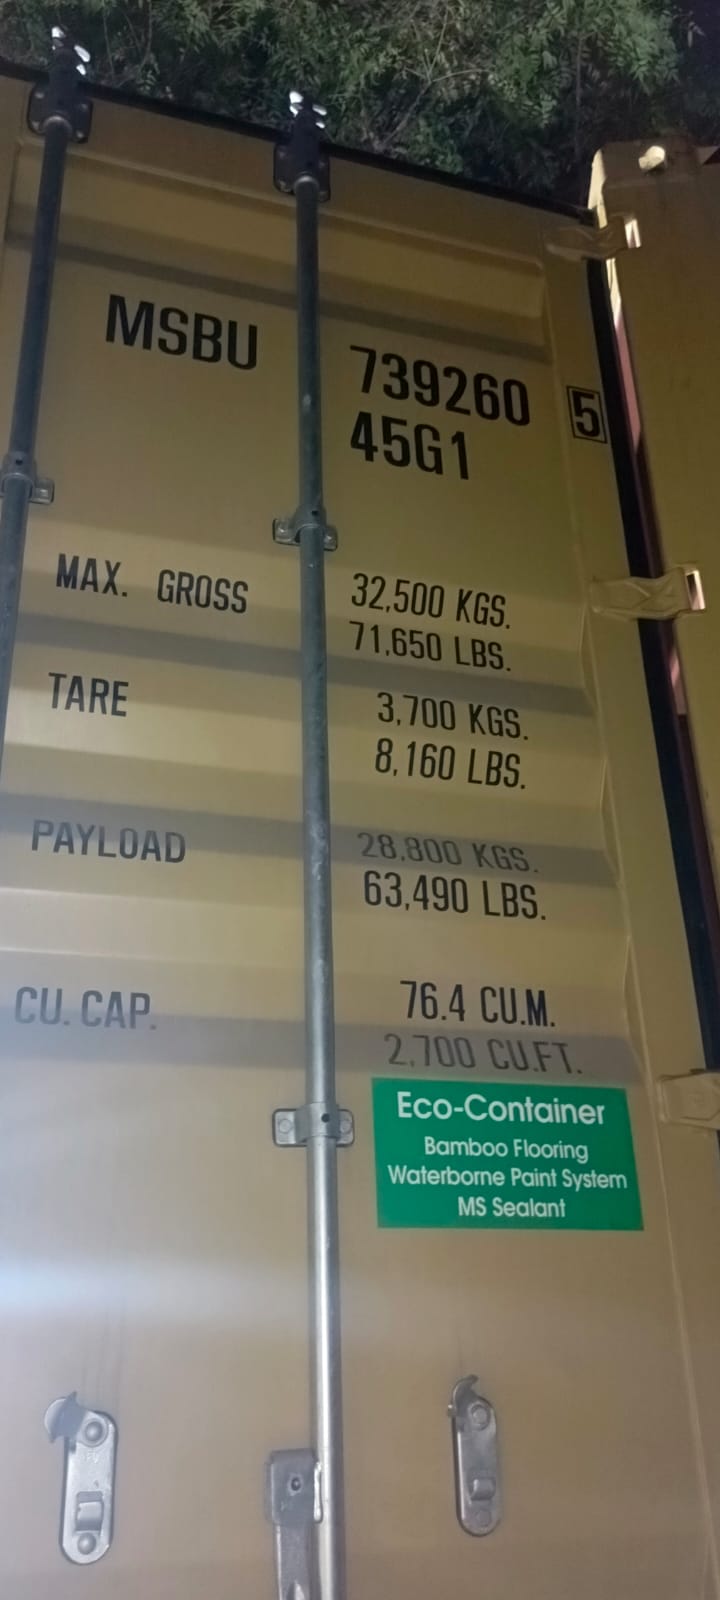 MSBU 739260 5
45G1
MAX. GROSS 32,500 KGS.
71,650 LBS.
TARE 3,700 KGS.
8,160 LBS.
PAYLOAD 28,800 KGS.
63,490 LBS.
CU. CAP. 76.4 CU.M.
2,700 CU.FT.
Eco-Container
Bamboo Flooring
Waterborne Paint System
MS Sealant